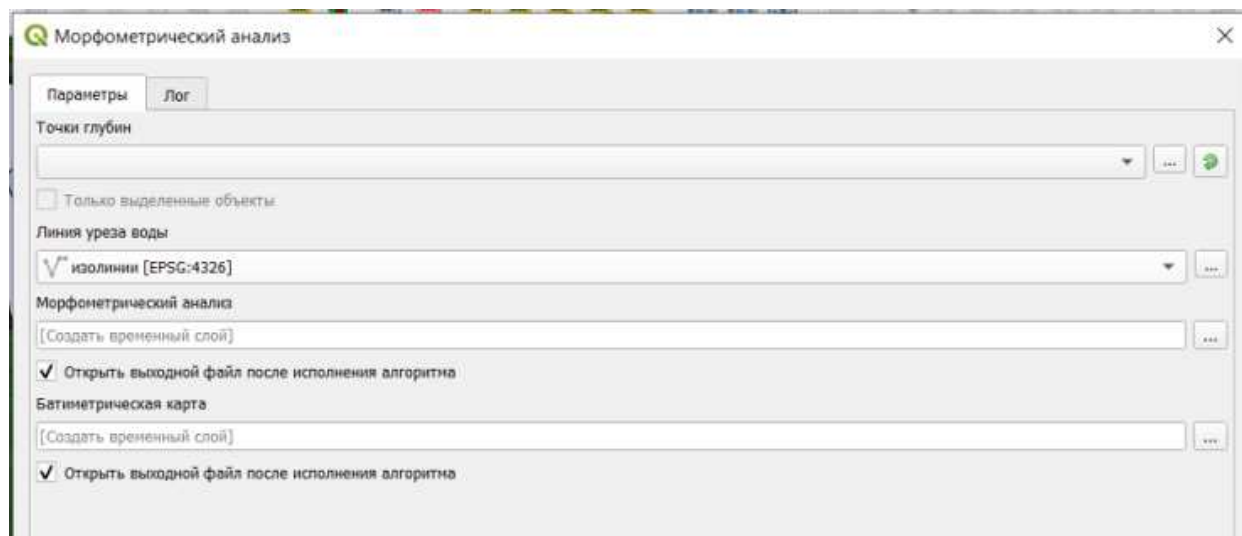 Морфометрический анализ
Параметры Лог
Точки глубин
...
Только выделенные объекты
Линия уреза воды
изолинии [EPSG:4326]
...
Морфометрический анализ
[Создать временный слой]
...
Открыть выходной файл после исполнения алгоритма
Батиметрическая карта
[Создать временный слой]
...
Открыть выходной файл после исполнения алгоритма